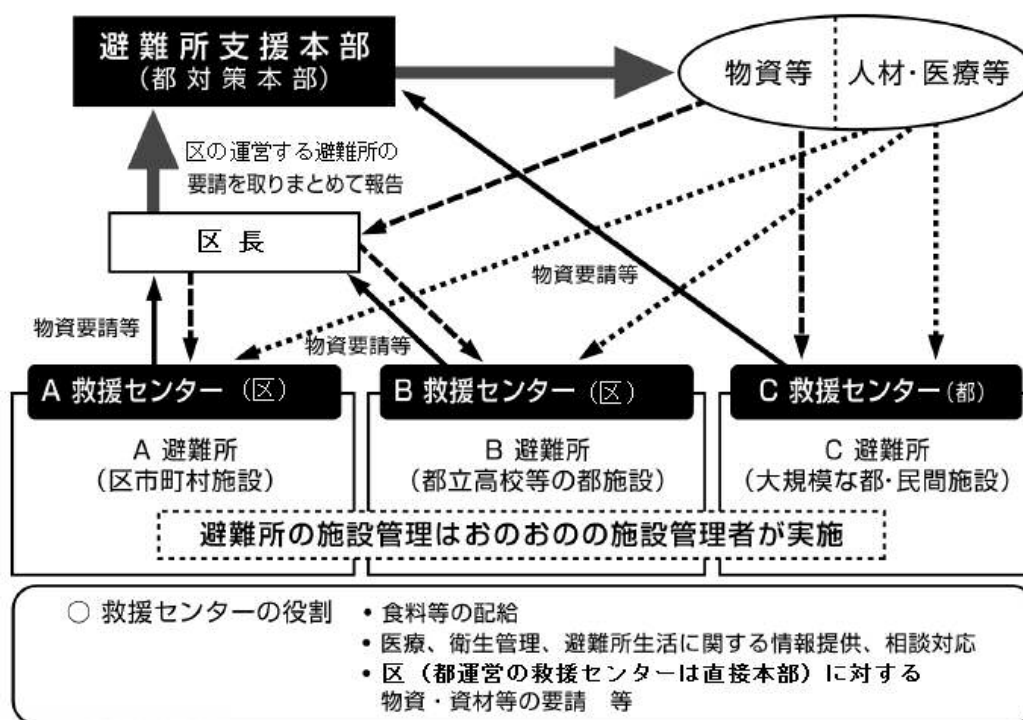 避難所支援本部
(都対策本部)
物資等
人材・医療等
区の運営する避難所の
要請を取りまとめて報告
区 長
物資要請等
物資要請等
物資要請等
A 救援センター (区)
B 救援センター (区)
C 救援センター(都)
A 避難所
(区市町村施設)
B 避難所
(都立高校等の都施設)
C 避難所
(大規模な都・民間施設)
避難所の施設管理はおのおのの施設管理者が実施
○ 救援センターの役割
• 食料等の配給
• 医療、衛生管理、避難所生活に関する情報提供、相談対応
• 区（都運営の救援センターは直接本部）に対する
物資・資材等の要請 等